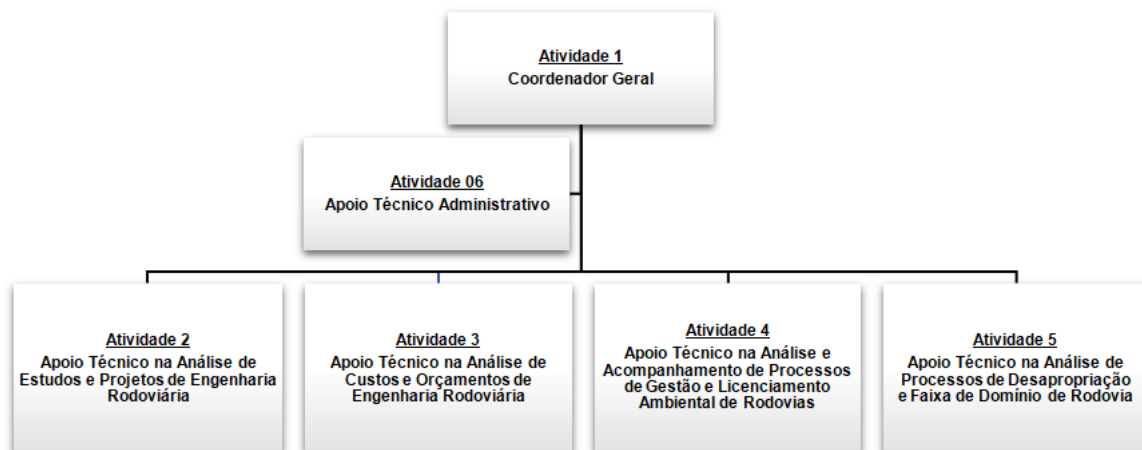 Atividade 1
Coordenador Geral
Atividade 06
Apoio Técnico Administrativo
Atividade 2
Apoio Técnico na Análise de
Estudos e Projetos de Engenharia
Rodoviária
Atividade 3
Apoio Técnico na Análise de
Custos e Orçamentos de
Engenharia Rodoviária
Atividade 4
Apoio Técnico na Análise e
Acompanhamento de Processos
de Gestão e Licenciamento
Ambiental de Rodovias
Atividade 5
Apoio Técnico na Análise de
Processos de Desapropriação
e Faixa de Domínio de Rodovia